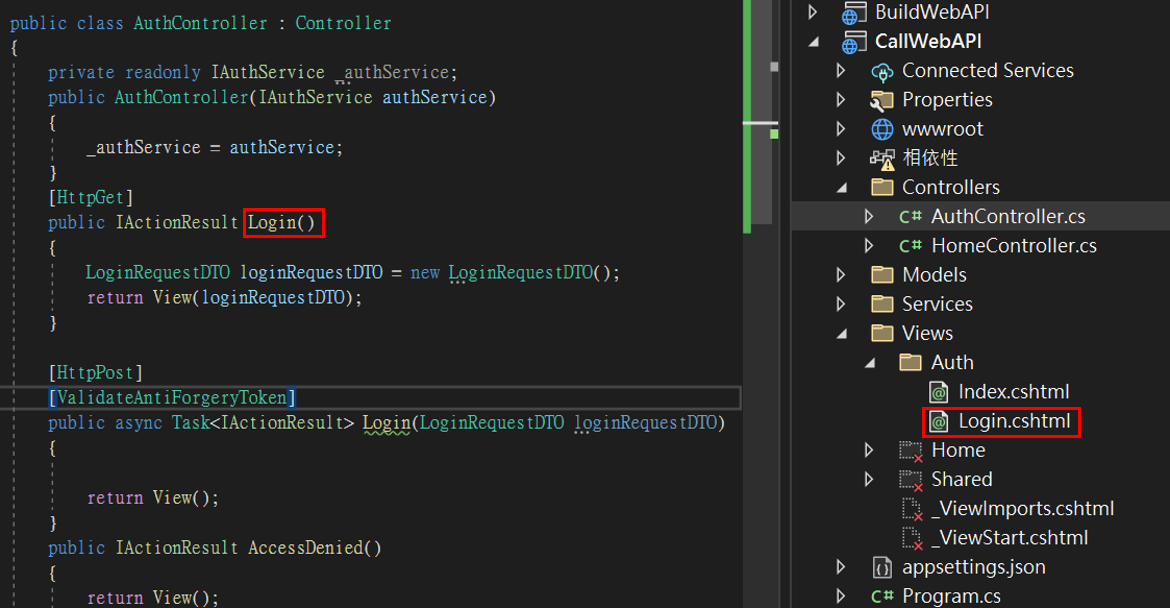 public class AuthController : Controller
{
private readonly IAuthService _authService;
public AuthController(IAuthService authService)
{
_authService = authService;
}
[HttpGet]
public IActionResult Login()
{
LoginRequestDTO loginRequestDTO = new LoginRequestDTO();
return View(loginRequestDTO);
}
[HttpPost]
[ValidateAntiForgeryToken]
public async Task<IActionResult> Login(LoginRequestDTO loginRequestDTO)
{
return View();
}
public IActionResult AccessDenied()
{
return View();
BuildWebAPI
CallWebAPI
Connected Services
Properties
wwwroot
相依性
Controllers
C# AuthController.cs
C# HomeController.cs
Models
Services
Views
Auth
Index.cshtml
Login.cshtml
Home
Shared
_ViewImports.cshtml
_ViewStart.cshtml
appsettings.json
C# Program.cs